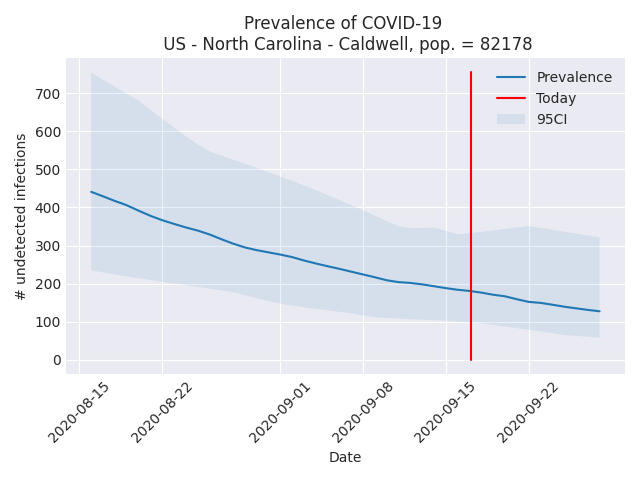 Prevalence of COVID-19
US - North Carolina - Caldwell, pop. = 82178
Prevalence
Today
95CI
# undetected infections
700
600
500
400
300
200
100
0
2020-08-15
2020-08-22
2020-09-01
2020-09-08
2020-09-15
2020-09-22
Date